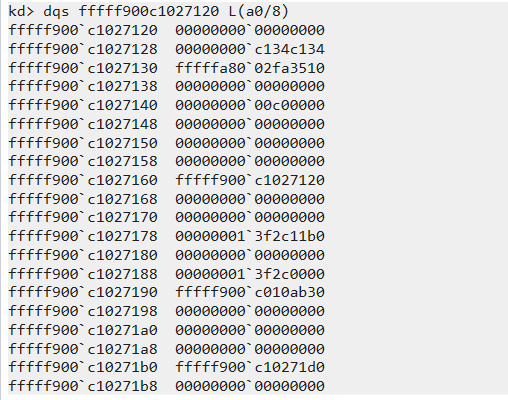 kd> dqs fffff900c1027120 L(a0/8)
fffff900`c1027120  00000000`00000000
fffff900`c1027128  00000000`c134c134
fffff900`c1027130  fffffa80`02fa3510
fffff900`c1027138  00000000`00000000
fffff900`c1027140  00000000`00c00000
fffff900`c1027148  00000000`00000000
fffff900`c1027150  00000000`00000000
fffff900`c1027158  00000000`00000000
fffff900`c1027160  fffff900`c1027120
fffff900`c1027168  00000000`00000000
fffff900`c1027170  00000000`00000000
fffff900`c1027178  00000001`3f2c11b0
fffff900`c1027180  00000000`00000000
fffff900`c1027188  00000001`3f2c0000
fffff900`c1027190  fffff900`c010ab30
fffff900`c1027198  00000000`00000000
fffff900`c10271a0  00000000`00000000
fffff900`c10271a8  00000000`00000000
fffff900`c10271b0  fffff900`c10271d0
fffff900`c10271b8  00000000`00000000